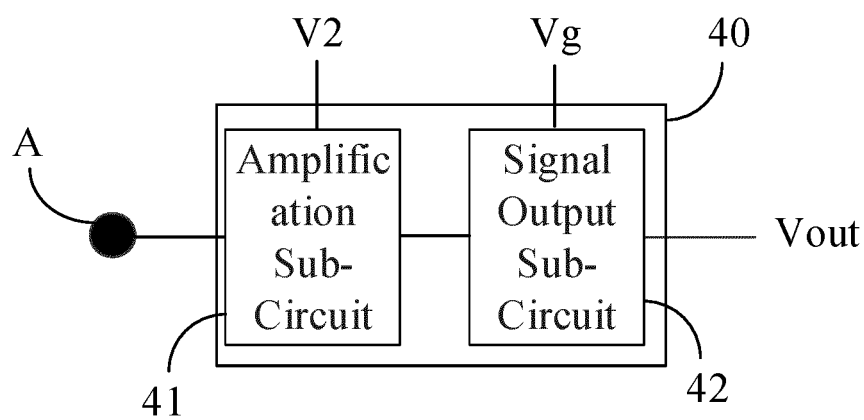 V2
Vg
40
A
Amplific
ation
Sub-
Circuit
Signal
Output
Sub-
Circuit
Vout
41
42